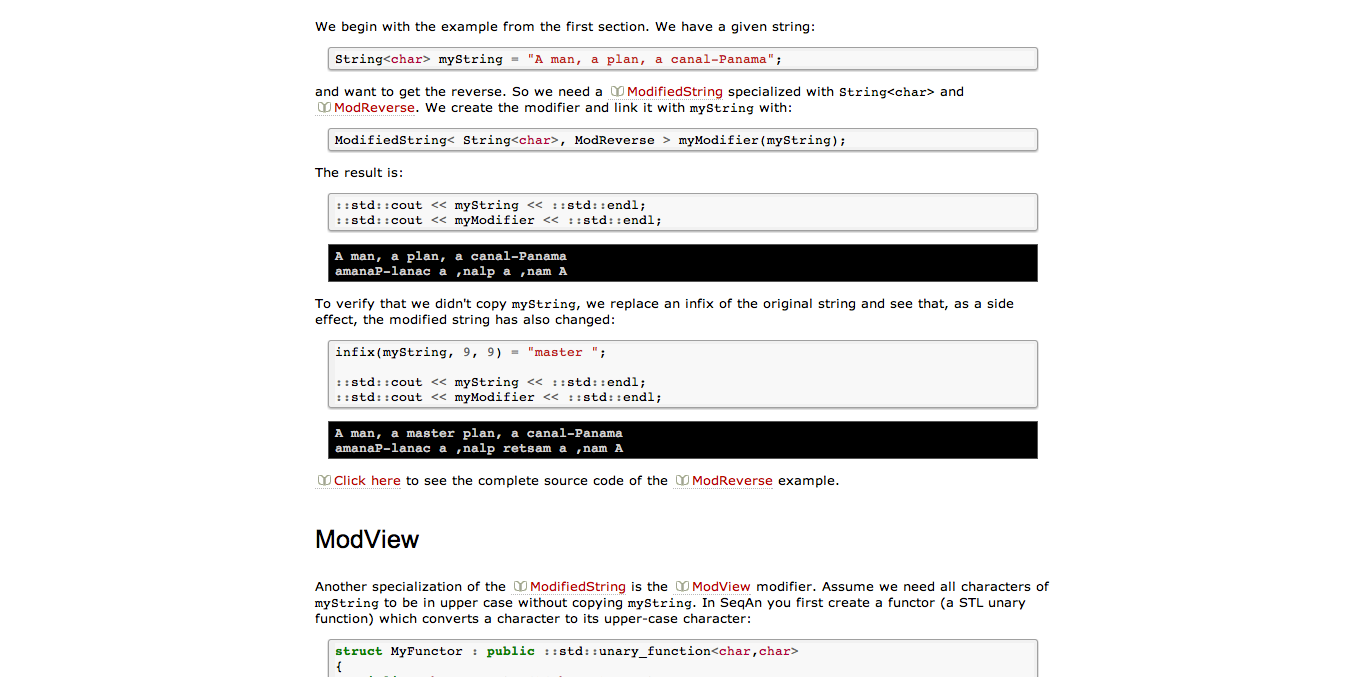 We begin with the example from the first section. We have a given string:
String<char> myString = "A man, a plan, a canal-Panama";
and want to get the reverse. So we need a ModifiedString specialized with String<char> and
ModReverse. We create the modifier and link it with myString with:
ModifiedString< String<char>, ModReverse > myModifier(myString);
The result is:
::std::cout << myString << ::std::endl;
::std::cout << myModifier << ::std::endl;
A man, a plan, a canal-Panama
amanaP-lanac a ,nalp a ,nam A
To verify that we didn't copy myString, we replace an infix of the original string and see that, as a side
effect, the modified string has also changed:
infix(myString, 9, 9) = "master ";
::std::cout << myString << ::std::endl;
::std::cout << myModifier << ::std::endl;
A man, a master plan, a canal-Panama
amanaP-lanac a ,nalp retsam a ,nam A
Click here to see the complete source code of the ModReverse example.
ModView
Another specialization of the ModifiedString is the ModView modifier. Assume we need all characters of
myString to be in upper case without copying myString. In SeqAn you first create a functor (a STL unary
function) which converts a character to its upper-case character:
struct MyFunctor : public ::std::unary_function<char,char>
{